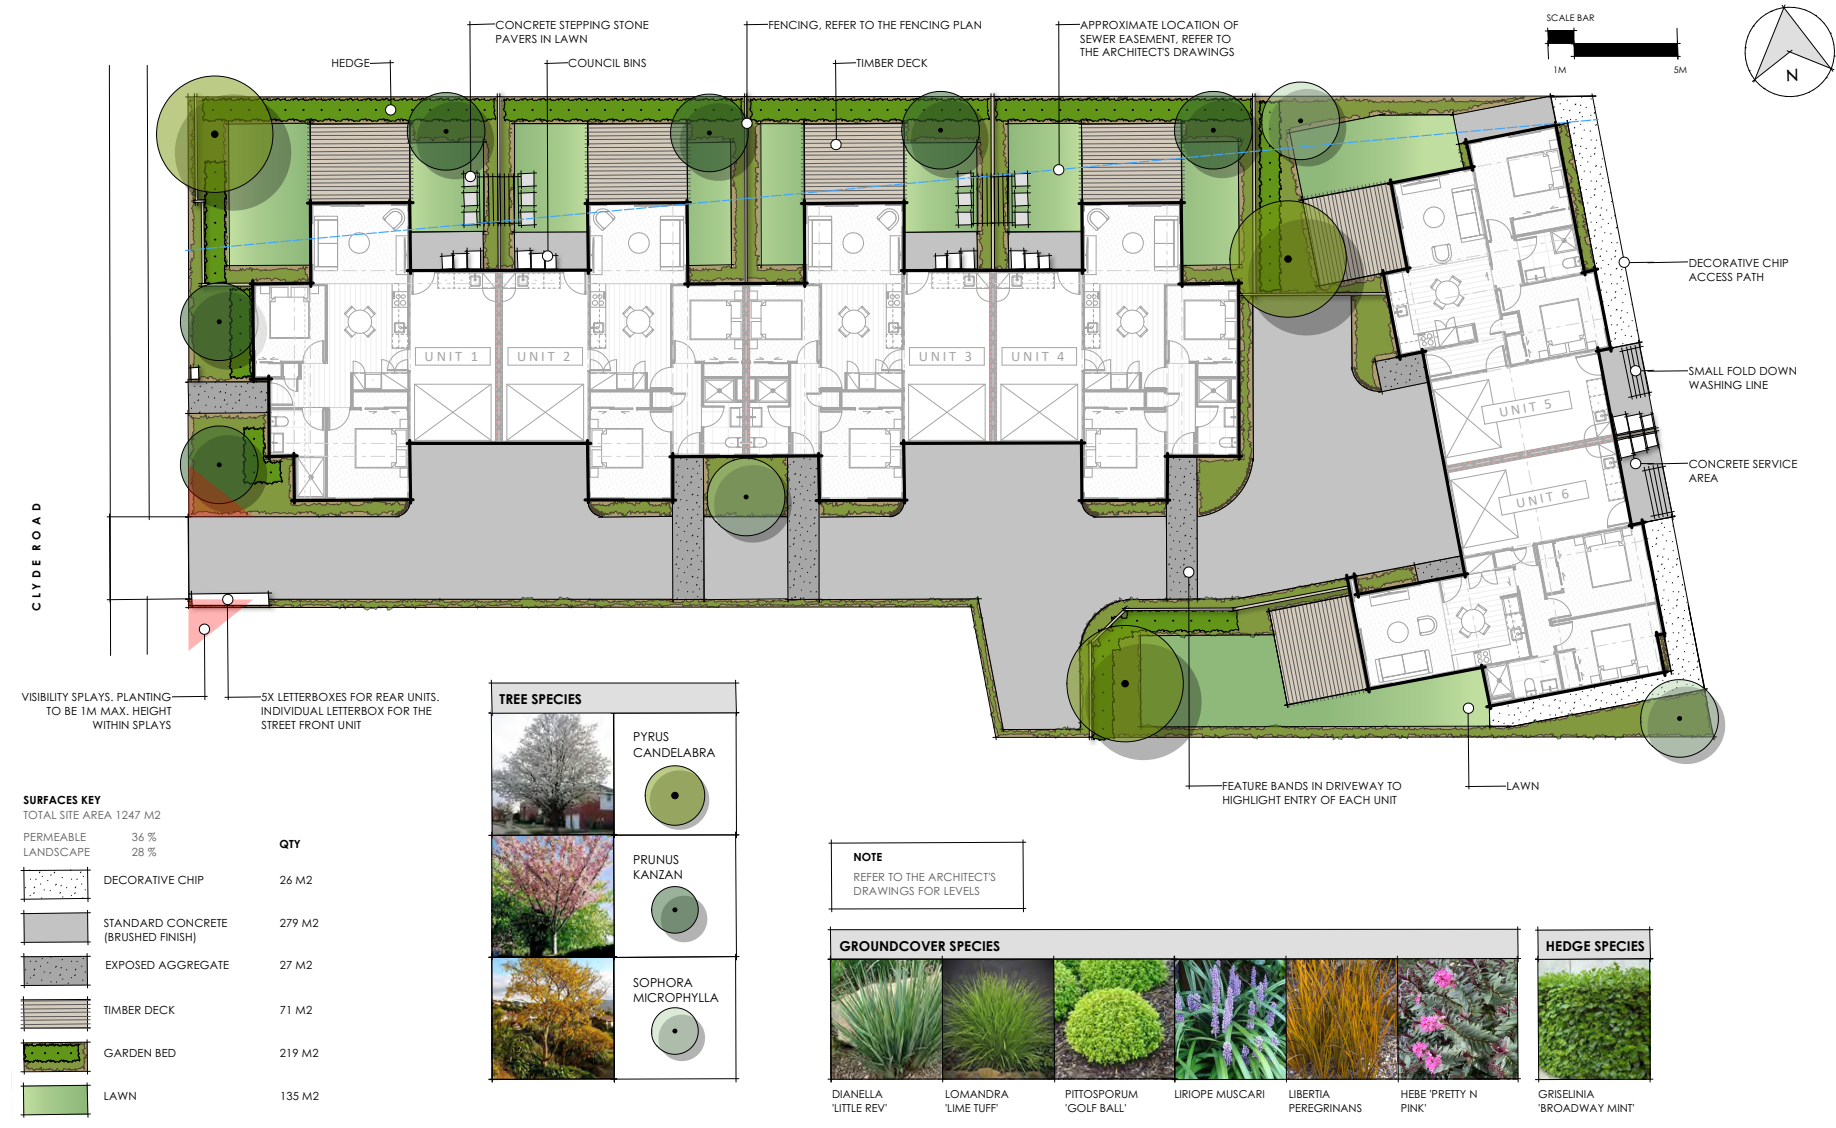 CONCRETE STEPPING STONE
PAVERS IN LAWN
FENCING, REFER TO THE FENCING PLAN
APPROXIMATE LOCATION OF
SEWER EASEMENT, REFER TO
THE ARCHITECT'S DRAWINGS
SCALE BAR
1M
5M
N
HEDGE
COUNCIL BINS
TIMBER DECK
DECORATIVE CHIP
ACCESS PATH
SMALL FOLD DOWN
WASHING LINE
CONCRETE SERVICE
AREA
UNIT 1
UNIT 2
UNIT 3
UNIT 4
UNIT 5
UNIT 6
CLYDE ROAD
VISIBILITY SPLAYS. PLANTING
TO BE 1M MAX. HEIGHT
WITHIN SPLAYS
5X LETTERBOXES FOR REAR UNITS.
INDIVIDUAL LETTERBOX FOR THE
STREET FRONT UNIT
FEATURE BANDS IN DRIVEWAY TO
HIGHLIGHT ENTRY OF EACH UNIT
LAWN
SURFACES KEY
TOTAL SITE AREA 1247 M2
PERMEABLE 36 %
LANDSCAPE 28 %
QTY
DECORATIVE CHIP 26 M2
STANDARD CONCRETE 279 M2
(BRUSHED FINISH)
EXPOSED AGGREGATE 27 M2
TIMBER DECK 71 M2
GARDEN BED 219 M2
LAWN 135 M2
TREE SPECIES
PYRUS
CANDELABRA
PRUNUS
KANZAN
SOPHORA
MICROPHYLLA
NOTE
REFER TO THE ARCHITECT'S
DRAWINGS FOR LEVELS
GROUNDCOVER SPECIES
DIANELLA
'LITTLE REV'
LOMANDRA
'LIME TUFF'
PITTOSPORUM
'GOLF BALL'
LIRIOPE MUSCARI
LIBERTIA
PEREGRINANS
HEBE 'PRETTY N
PINK'
HEDGE SPECIES
GRISELINIA
'BROADWAY MINT'